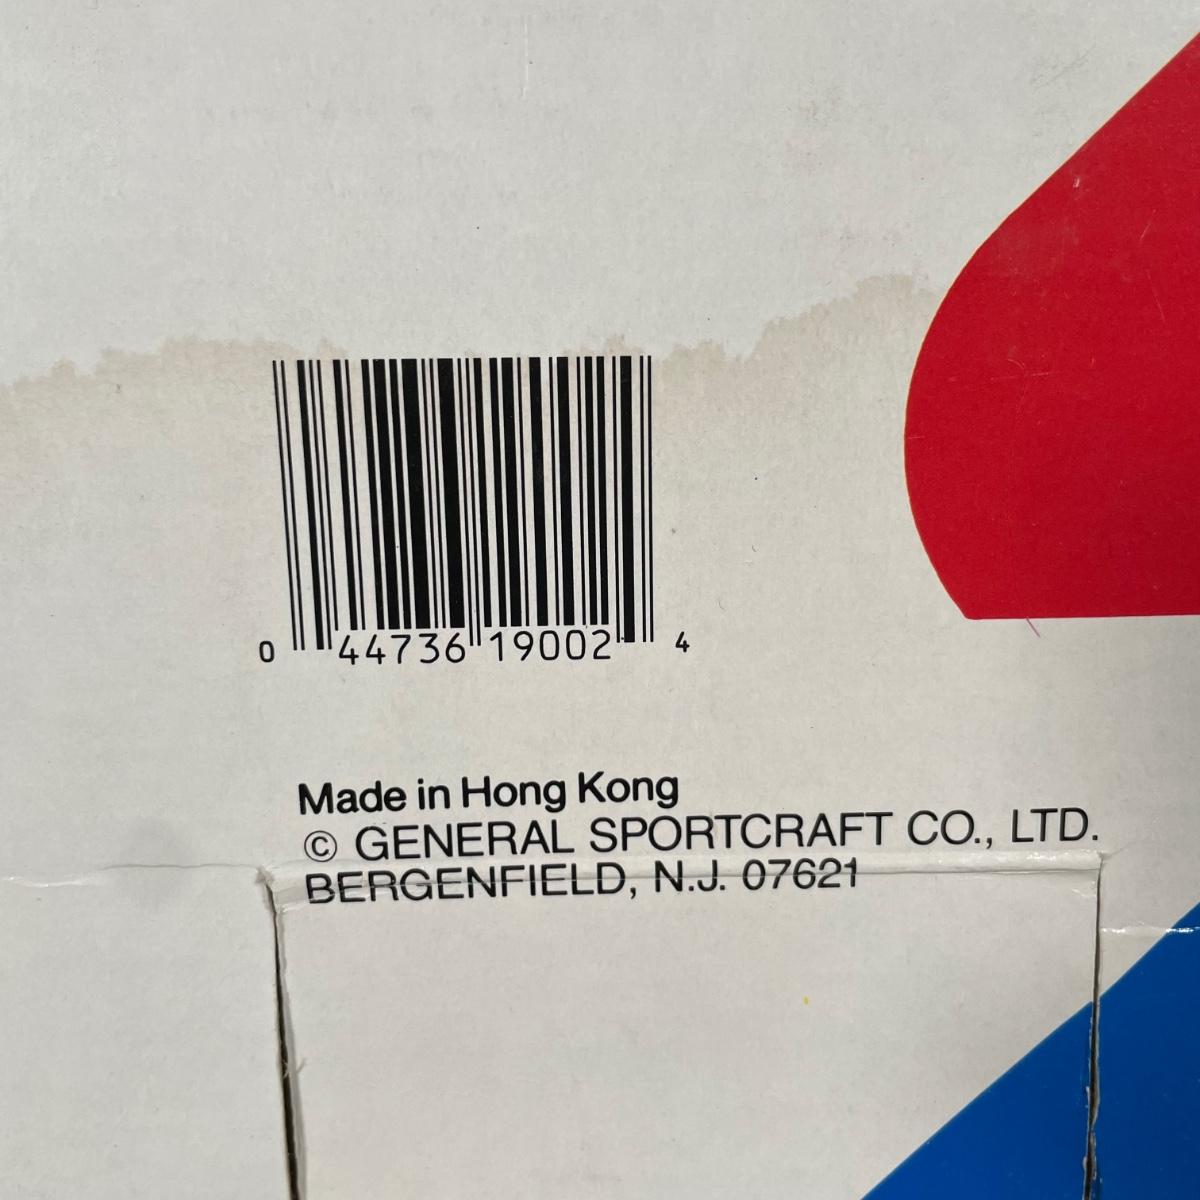 0 44736 19002 4
Made in Hong Kong
© GENERAL SPORTCRAFT CO., LTD.
BERGENFIELD, N.J. 07621